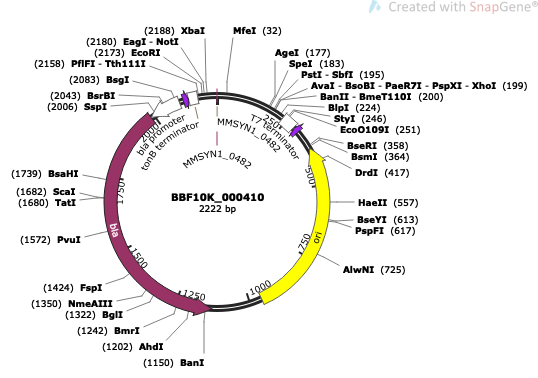 Created with SnapGene®
(2188) XbaI
MfeI (32)
(2180) EagI - NotI
(2173) EcoRI
(2158) PflFI - Tth111I
(2083) BsgI
(2043) BsrBI
(2006) SspI
AgeI (177)
SpeI (183)
PstI - SbfI (195)
AvaI - BsoBI - PaeR7I - PspXI - XhoI (199)
BanII - BmeT110I (200)
BlpI (224)
StyI (246)
EcoO109I (251)
BseRI (358)
BsmI (364)
DrdI (417)
HaeII (557)
BseYI (613)
PspFI (617)
AlwNI (725)
(1739) BsaHI
(1682) ScaI
(1680) TatI
(1572) PvuI
(1424) FspI
(1350) NmeAIII
(1322) BglI
(1242) BmrI
(1202) AhdI
(1150) BanI
bla promoter
tonB terminator
MMSYN1_0482
MMSYN1_0482
T7 terminator
BBF10K_000410
2222 bp
bla
ori
250
500
750
1000
1250
1500
1750
2000